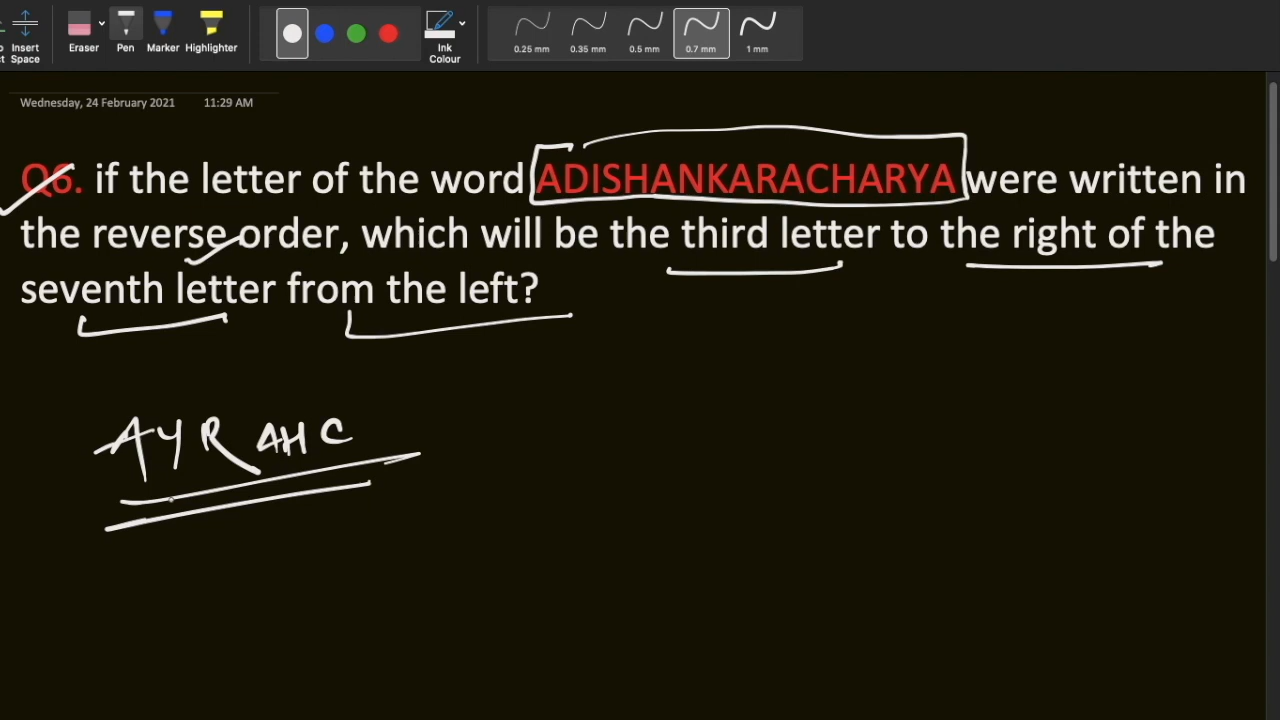 Insert
Space
Eraser
Pen
Marker
Highlighter
Ink
Colour
0.25 mm
0.35 mm
0.5 mm
0.7 mm
1 mm
Wednesday, 24 February 2021 11:29 AM
Q6. if the letter of the word ADISHANKARACHARYA were written in
the reverse order, which will be the third letter to the right of the
seventh letter from the left?
AYRAHC